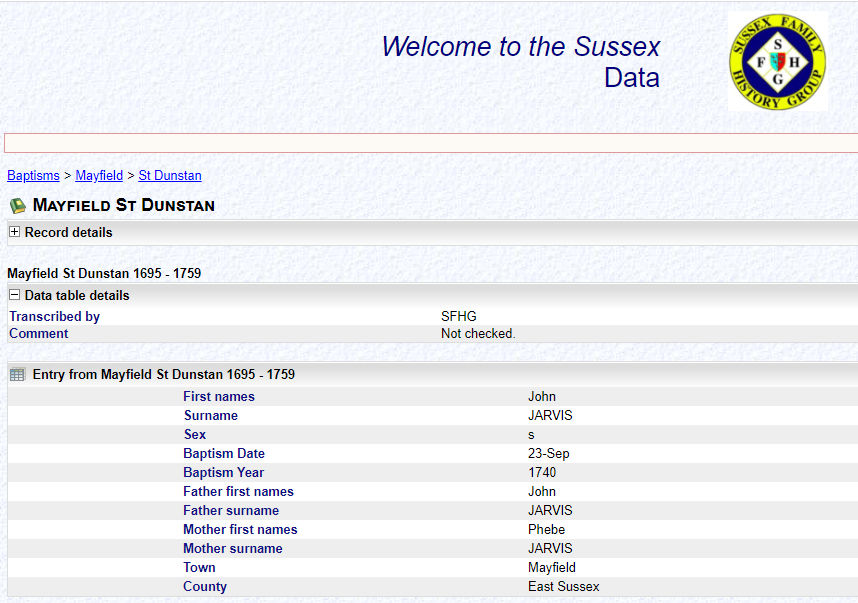 Welcome to the Sussex
Data
SUSSEX FAMILY
S
F H
G
HISTORY GROUP
Baptisms > Mayfield > St Dunstan
MAYFIELD ST DUNSTAN
Record details
Mayfield St Dunstan 1695 - 1759
Data table details
Transcribed by SFHG
Comment Not checked.
Entry from Mayfield St Dunstan 1695 - 1759
First names John
Surname JARVIS
Sex s
Baptism Date 23-Sep
Baptism Year 1740
Father first names John
Father surname JARVIS
Mother first names Phebe
Mother surname JARVIS
Town Mayfield
County East Sussex